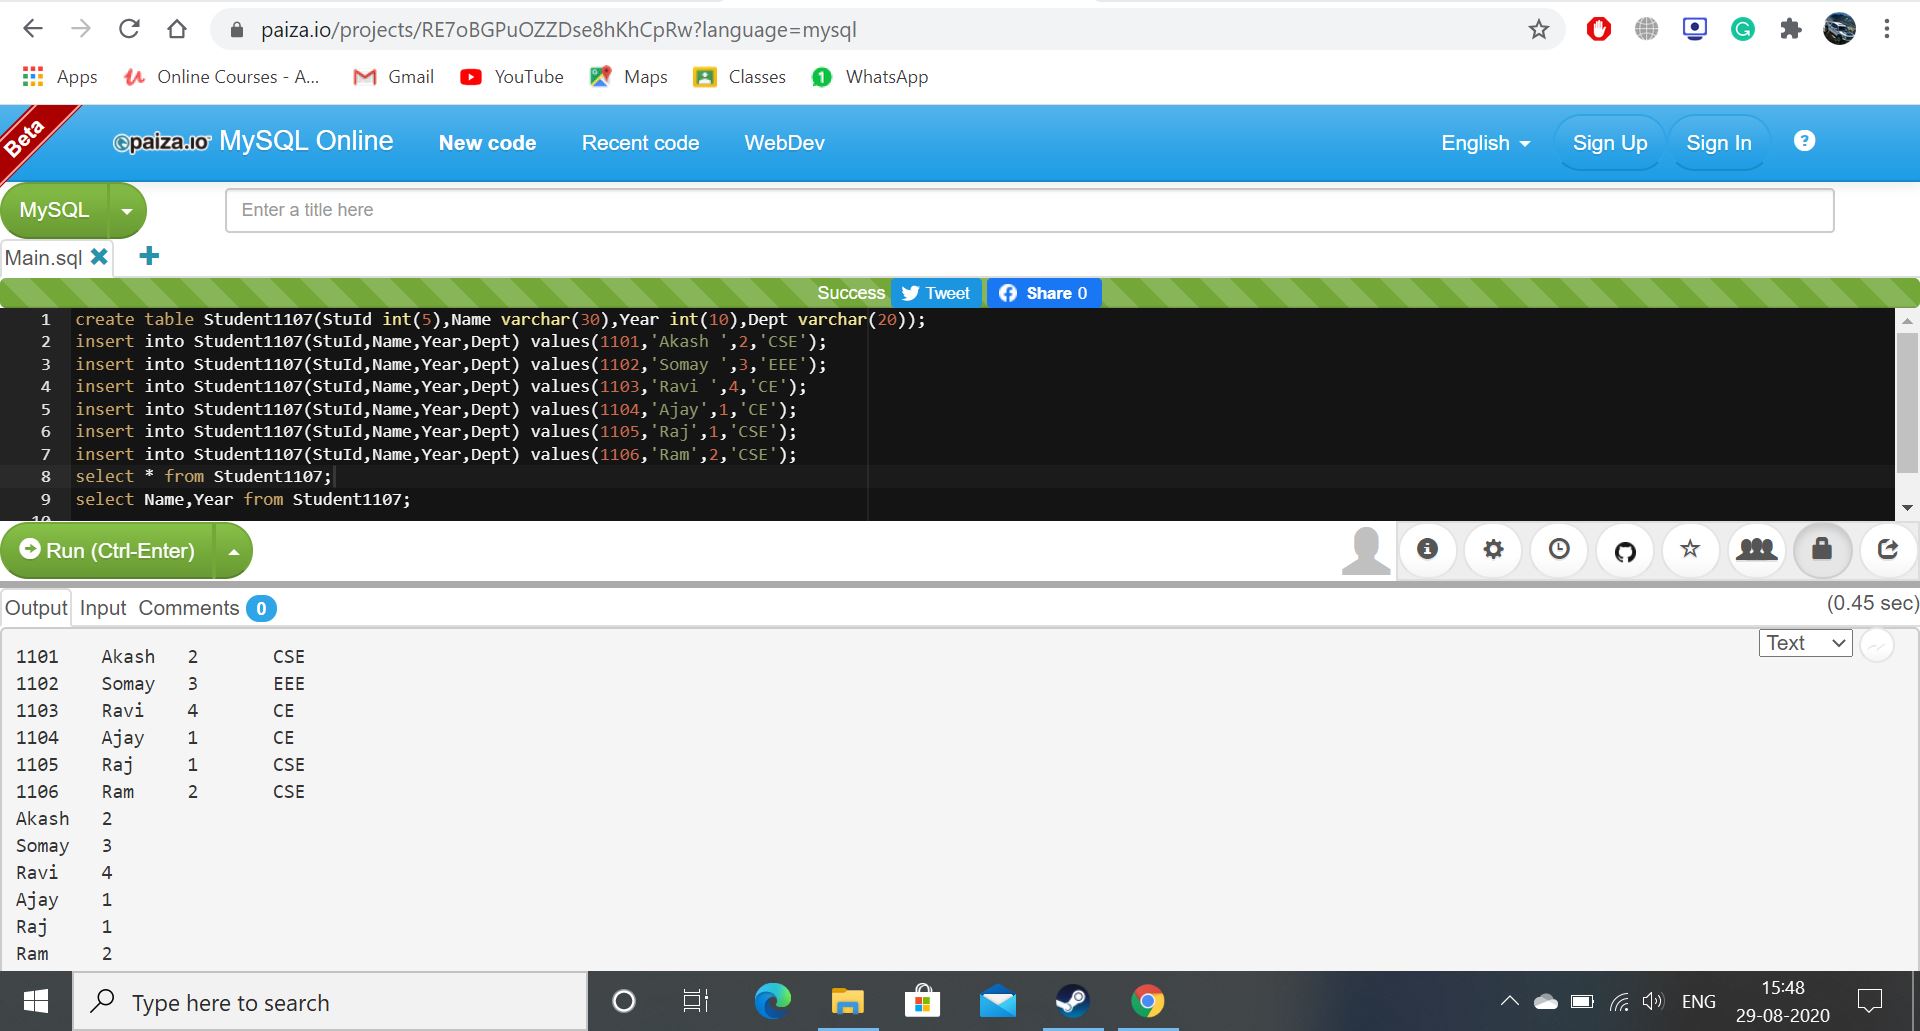 paiza.io/projects/RE7oBGPuOZZDse8hKhCpRw?language=mysql
Apps Online Courses - A... Gmail YouTube Maps Classes 1 WhatsApp
Beta
paiza.IO MySQL Online New code Recent code WebDev English Sign Up Sign In ?
MySQL Enter a title here
Main.sql
Success Tweet Share 0
1 create table Student1107(StuId int(5),Name varchar(30),Year int(10),Dept varchar(20));
2 insert into Student1107(StuId,Name,Year,Dept) values(1101,'Akash ',2,'CSE');
3 insert into Student1107(StuId,Name,Year,Dept) values(1102,'Somay ',3,'EEE');
4 insert into Student1107(StuId,Name,Year,Dept) values(1103,'Ravi ',4,'CE');
5 insert into Student1107(StuId,Name,Year,Dept) values(1104,'Ajay',1,'CE');
6 insert into Student1107(StuId,Name,Year,Dept) values(1105,'Raj',1,'CSE');
7 insert into Student1107(StuId,Name,Year,Dept) values(1106,'Ram',2,'CSE');
8 select * from Student1107;
9 select Name,Year from Student1107;
10
Run (Ctrl-Enter)
Output Input Comments 0 (0.45 sec)
Text
1101 Akash 2 CSE
1102 Somay 3 EEE
1103 Ravi 4 CE
1104 Ajay 1 CE
1105 Raj 1 CSE
1106 Ram 2 CSE
Akash 2
Somay 3
Ravi 4
Ajay 1
Raj 1
Ram 2
Type here to search ENG 15:48
29-08-2020